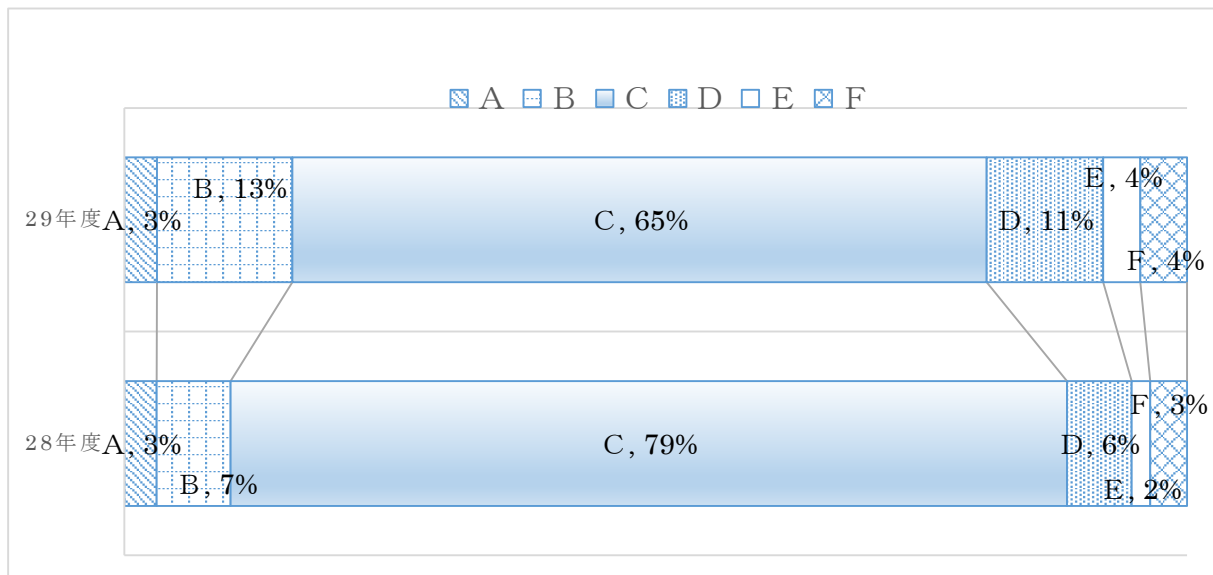 A B C D E F
29年度 A, 3% B, 13% C, 65% D, 11% E, 4% F, 4%
28年度 A, 3% B, 7% C, 79% D, 6% E, 2% F, 3%